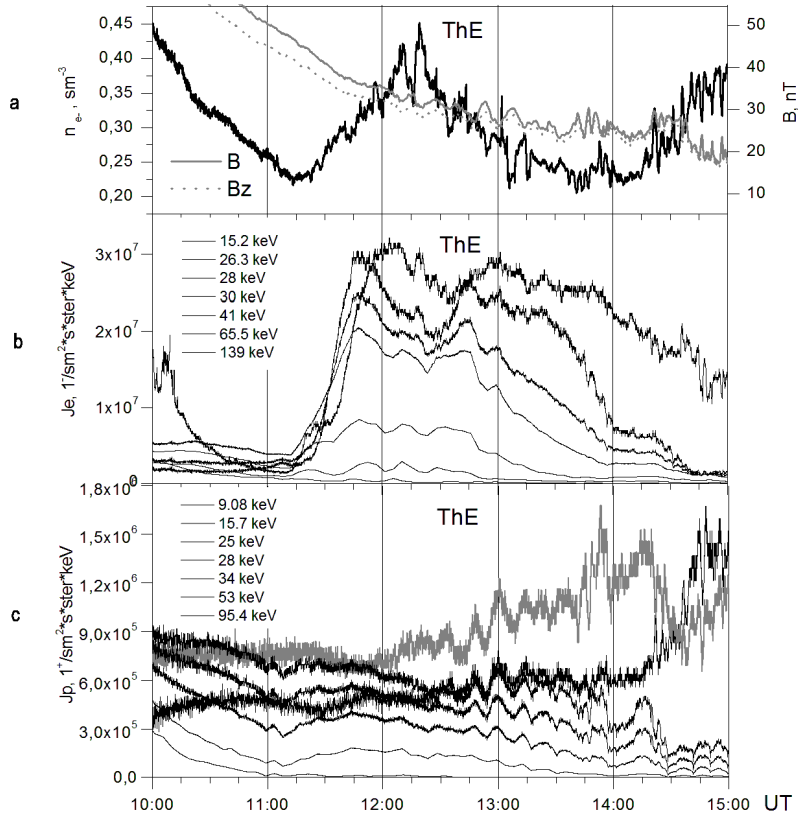 a
ThE
0,45
0,40
0,35
0,30
0,25
0,20
n e- , sm-3
50
40
30
20
10
B, nT
B
Bz
b
ThE
15.2 keV
26.3 keV
28 keV
30 keV
41 keV
65.5 keV
139 keV
3x10^7
2x10^7
1x10^7
0
Je, 1-/sm2*s*ster*keV
c
ThE
9.08 keV
15.7 keV
25 keV
28 keV
34 keV
53 keV
95.4 keV
1,8x10^6
1,5x10^6
1,2x10^6
9,0x10^5
6,0x10^5
3,0x10^5
0,0
Jp, 1+/sm2*s*ster*keV
10:00 11:00 12:00 13:00 14:00 15:00 UT